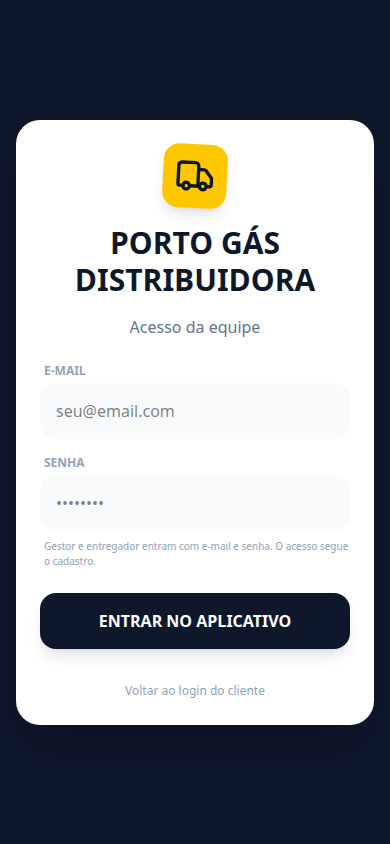 PORTO GÁS
DISTRIBUIDORA
Acesso da equipe
E-MAIL
seu@email.com
SENHA
••••••••
Gestor e entregador entram com e-mail e senha. O acesso segue
o cadastro.
ENTRAR NO APLICATIVO
Voltar ao login do cliente